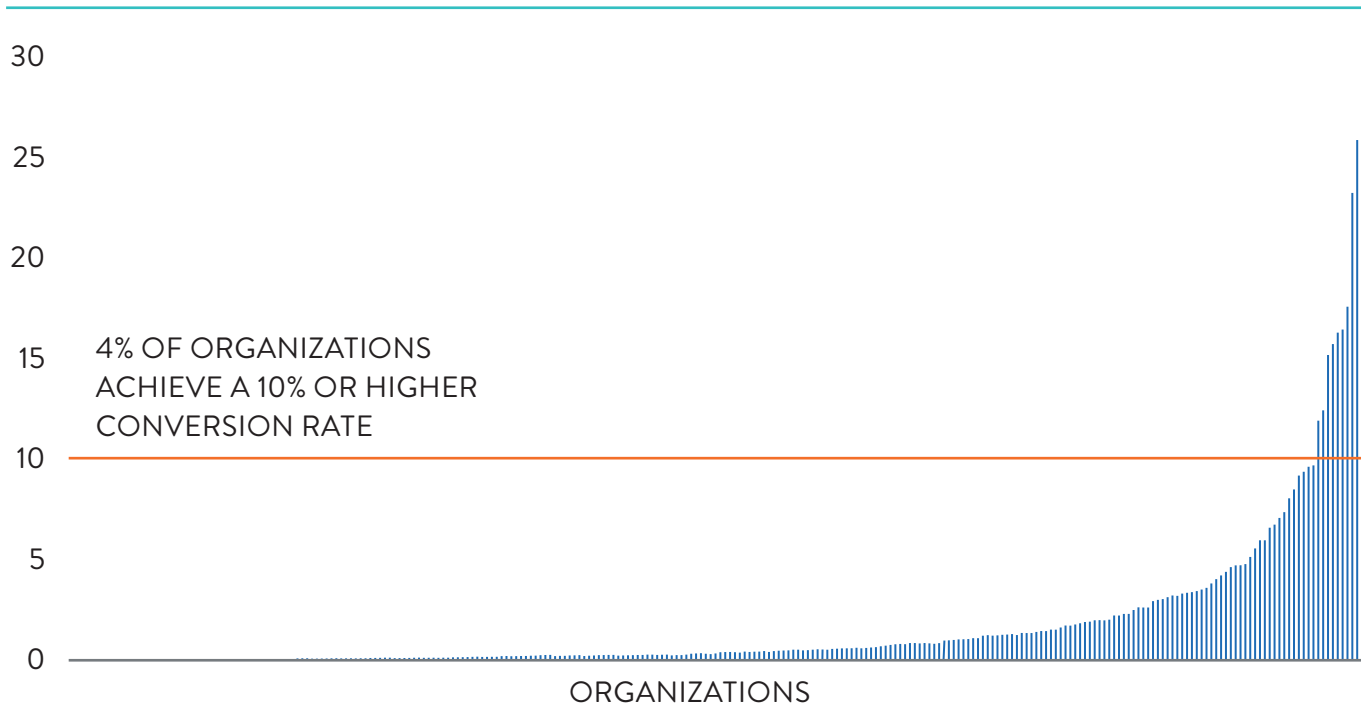 30
25
20
15
4% OF ORGANIZATIONS
ACHIEVE A 10% OR HIGHER
CONVERSION RATE
10
5
0
ORGANIZATIONS